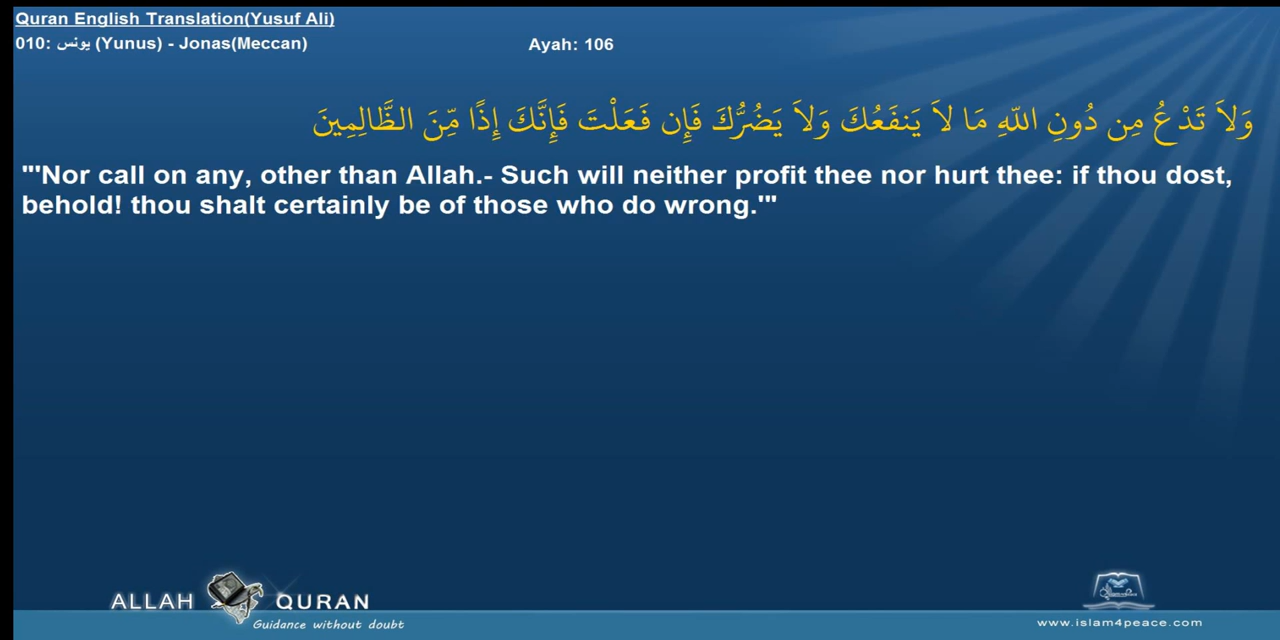 Quran English Translation(Yusuf Ali)
010: يونس (Yunus) - Jonas(Meccan)
Ayah: 106
وَلاَ تَدْعُ مِن دُونِ اللّهِ مَا لاَ يَنفَعُكَ وَلاَ يَضُرُّكَ فَإِن فَعَلْتَ فَإِنَّكَ إِذًا مِّنَ الظَّالِمِينَ
"'Nor call on any, other than Allah.- Such will neither profit thee nor hurt thee: if thou dost,
behold! thou shalt certainly be of those who do wrong.'"
ALLAH QURAN
Guidance without doubt
www.islam4peace.com